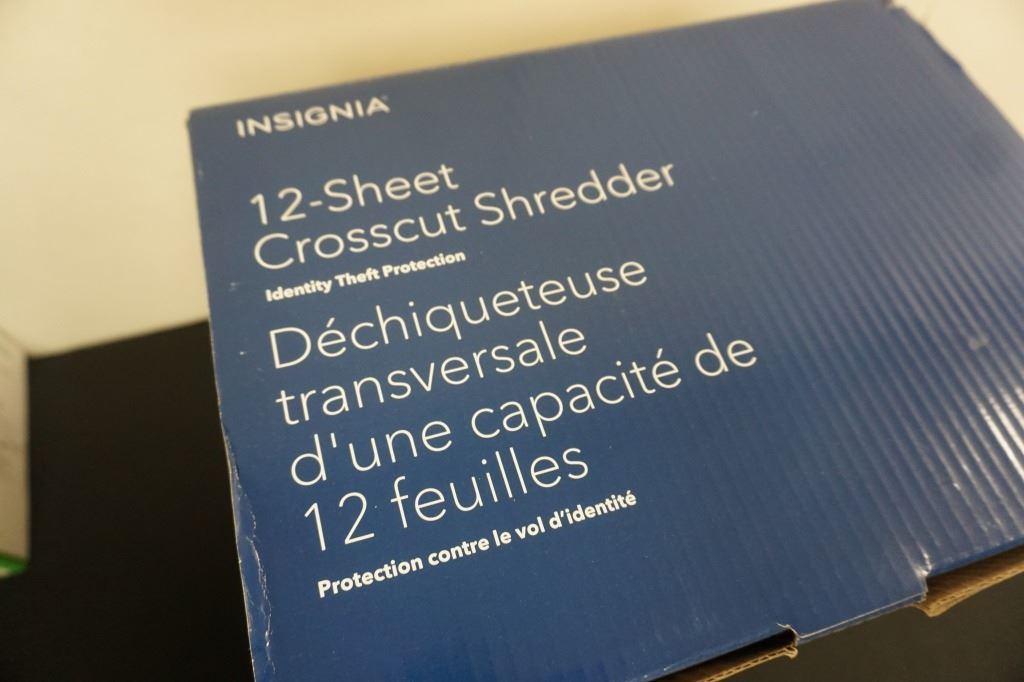 INSIGNIA
12-Sheet
Crosscut Shredder
Identity Theft Protection
Déchiqueteuse
transversale
d'une capacité de
12 feuilles
Protection contre le vol d'identité